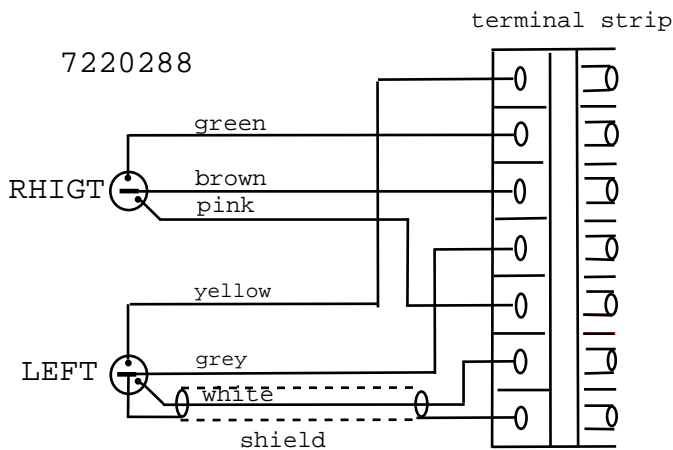 terminal strip
7220288
green
RHIGT
brown
pink
yellow
LEFT
grey
white
shield